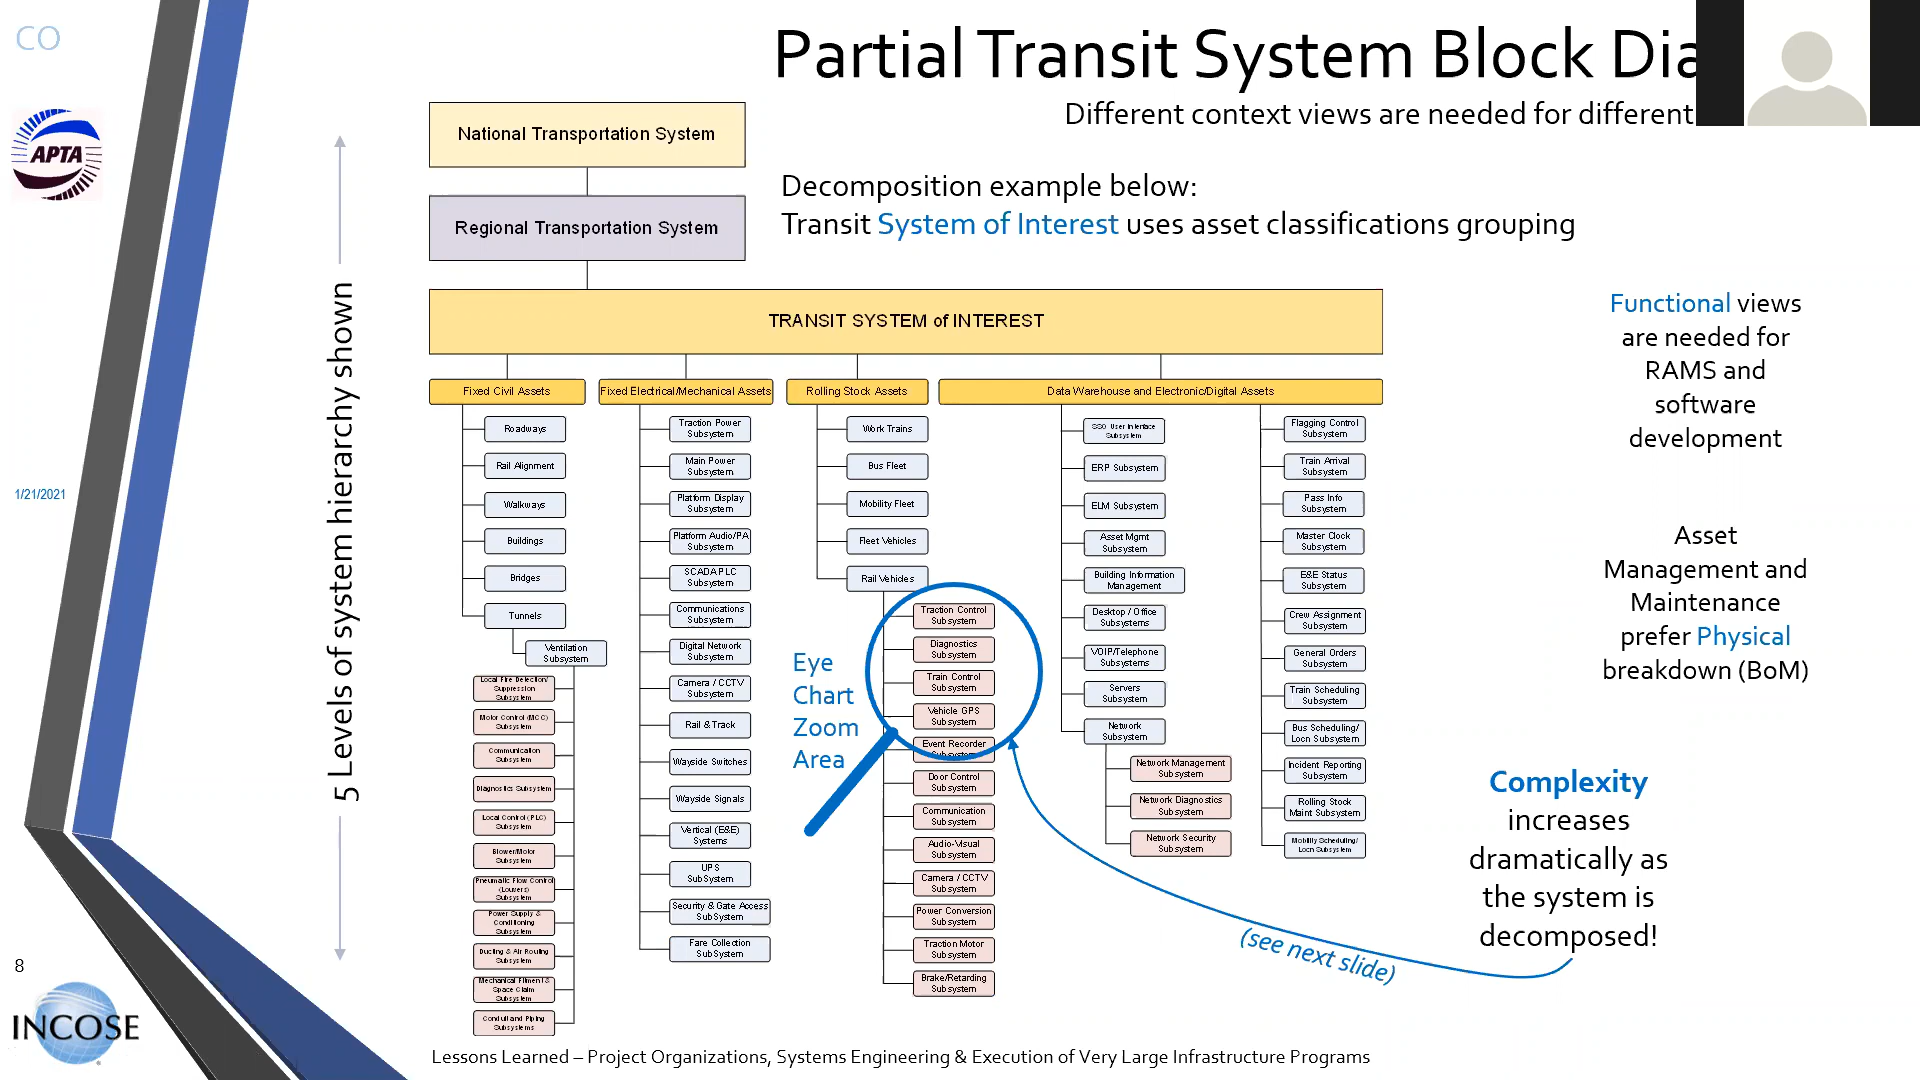 CO
Partial Transit System Block Dia
Different context views are needed for different
APTA
National Transportation System
Regional Transportation System
Decomposition example below:
Transit System of Interest uses asset classifications grouping
5 Levels of system hierarchy shown
TRANSIT SYSTEM of INTEREST
Fixed Civil Assets
Roadways
Rail Alignment
Walkways
Buildings
Bridges
Tunnels
Ventilation
Subsystem
Local Fire Detection/
Suppression
Subsystem
Motor Control (MCC)
Subsystem
Communication
Subsystem
Diagnostics Subsystem
Local Control (PLC)
Subsystem
Blower/Motor
Subsystem
Pneumatic Flow Control
(Louvers)
Subsystem
Power Supply &
Conditioning
Subsystem
Ducting & Air Routing
Subsystem
Mechanical Fitment &
Space Claim
Subsystem
Conduit and Piping
Subsystems
Fixed Electrical/Mechanical Assets
Traction Power
Subsystem
Main Power
Subsystem
Platform Display
Subsystem
Platform Audio/PA
Subsystem
SCADA PLC
Subsystem
Communications
Subsystem
Digital Network
Subsystem
Camera / CCTV
Subsystem
Rail & Track
Wayside Switches
Wayside Signals
Vertical (E&E)
Systems
UPS
SubSystem
Security & Gate Access
SubSystem
Fare Collection
SubSystem
Rolling Stock Assets
Work Trains
Bus Fleet
Mobility Fleet
Fleet Vehicles
Rail Vehicles
Traction Control
Subsystem
Diagnostics
Subsystem
Train Control
Subsystem
Vehicle GPS
Subsystem
Event Recorder
Subsystem
Door Control
Subsystem
Communication
Subsystem
Audio-Visual
Subsystem
Camera / CCTV
Subsystem
Power Conversion
Subsystem
Traction Motor
Subsystem
Brake/Retarding
Subsystem
Eye
Chart
Zoom
Area
Data Warehouse and Electronic/Digital Assets
SSO User Interface
Subsystem
ERP Subsystem
ELM Subsystem
Asset Mgmt
Subsystem
Building Information
Management
Desktop / Office
Subsystems
VOIP/Telephone
Subsystems
Servers
Subsystem
Network
Subsystem
Network Management
Subsystem
Network Diagnostics
Subsystem
Network Security
Subsystem
Flagging Control
Subsystem
Train Arrival
Subsystem
Pass Info
Subsystem
Master Clock
Subsystem
E&E Status
Subsystem
Crew Assignment
Subsystem
General Orders
Subsystem
Train Scheduling
Subsystem
Bus Scheduling/
Locn Subsystem
Incident Reporting
Subsystem
Rolling Stock
Maint Subsystem
Mobility Scheduling/
Locn Subsystem
Functional views
are needed for
RAMS and
software
development
Asset
Management and
Maintenance
prefer Physical
breakdown (BoM)
Complexity
increases
dramatically as
the system is
decomposed!
(see next slide)
1/21/2021
8
INCOSE
Lessons Learned – Project Organizations, Systems Engineering & Execution of Very Large Infrastructure Programs